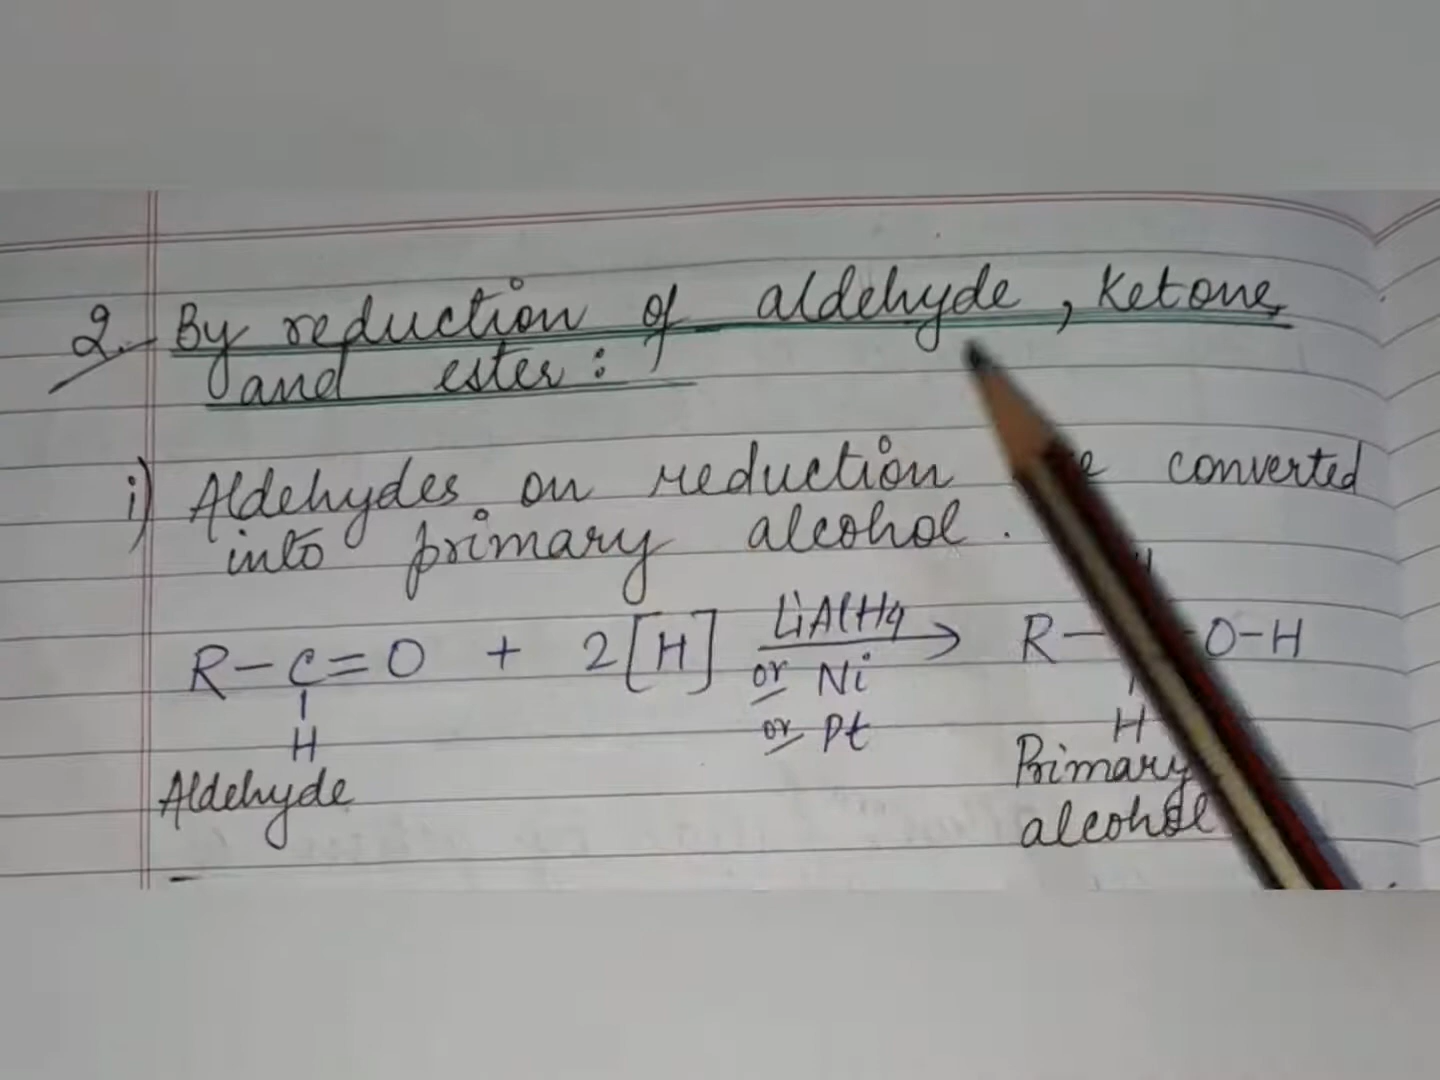 2. By reduction of aldehyde, Ketone,
and ester:
i) Aldehydes on reduction converted
into primary alcohol.
H
R-C=O + 2[H] LiAlH4 → R- -O-H
or Ni
or Pt
H
H
Aldehyde
Primary
alcohol